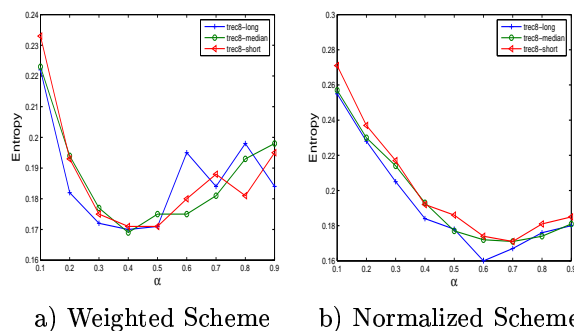 0.24
0.23
0.22
0.21
0.2
0.19
0.18
0.17
0.16
Entropy
0.1 0.2 0.3 0.4 0.5 0.6 0.7 0.8 0.9
α
trec8-long
trec8-median
trec8-short
a) Weighted Scheme
0.3
0.28
0.26
0.24
0.22
0.2
0.18
0.16
Entropy
0.1 0.2 0.3 0.4 0.5 0.6 0.7 0.8 0.9
α
trec8-long
trec8-median
trec8-short
b) Normalized Scheme